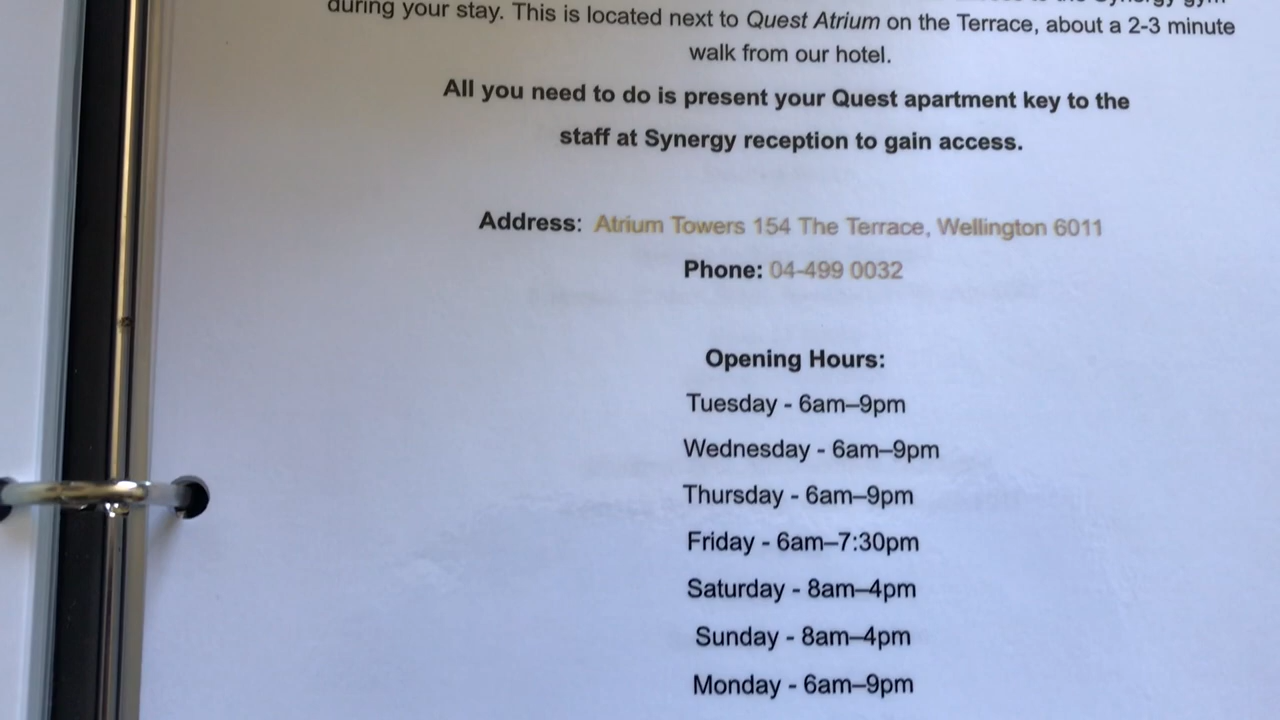 during your stay. This is located next to Quest Atrium on the Terrace, about a 2-3 minute
walk from our hotel.
All you need to do is present your Quest apartment key to the
staff at Synergy reception to gain access.
Address: Atrium Towers 154 The Terrace, Wellington 6011
Phone: 04-499 0032
Opening Hours:
Tuesday - 6am–9pm
Wednesday - 6am–9pm
Thursday - 6am–9pm
Friday - 6am–7:30pm
Saturday - 8am–4pm
Sunday - 8am–4pm
Monday - 6am–9pm